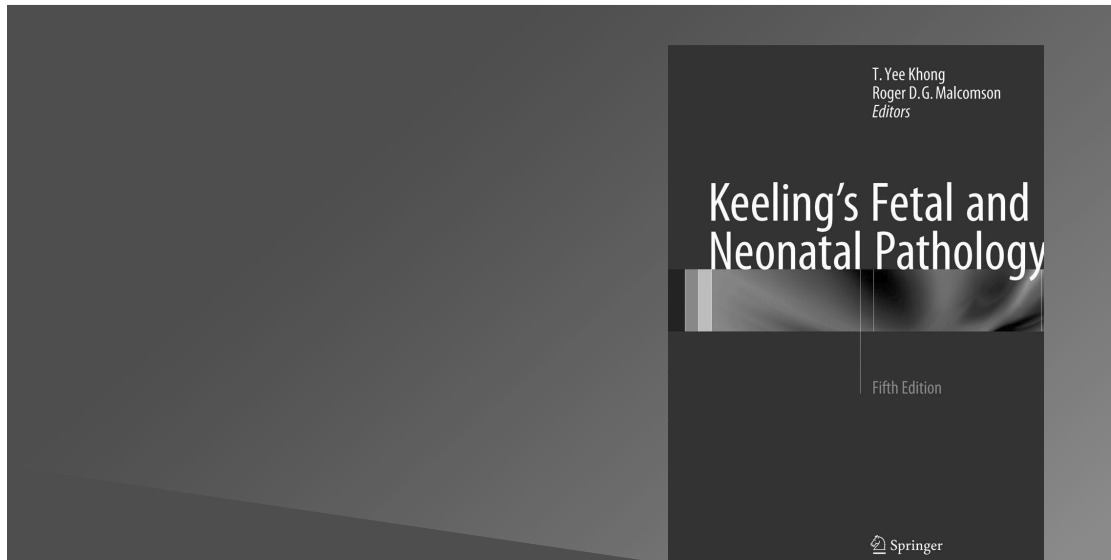 T. Yee Khong
Roger D.G. Malcomson
Editors
Keeling's Fetal and
Neonatal Pathology
Fifth Edition
Springer